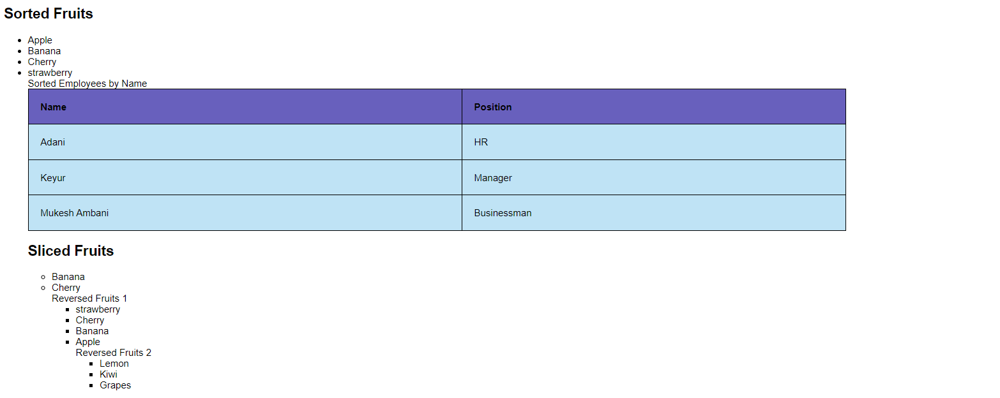 Sorted Fruits
Apple
Banana
Cherry
strawberry
Sorted Employees by Name
Name Position
Adani HR
Keyur Manager
Mukesh Ambani Businessman
Sliced Fruits
Banana
Cherry
Reversed Fruits 1
strawberry
Cherry
Banana
Apple
Reversed Fruits 2
Lemon
Kiwi
Grapes